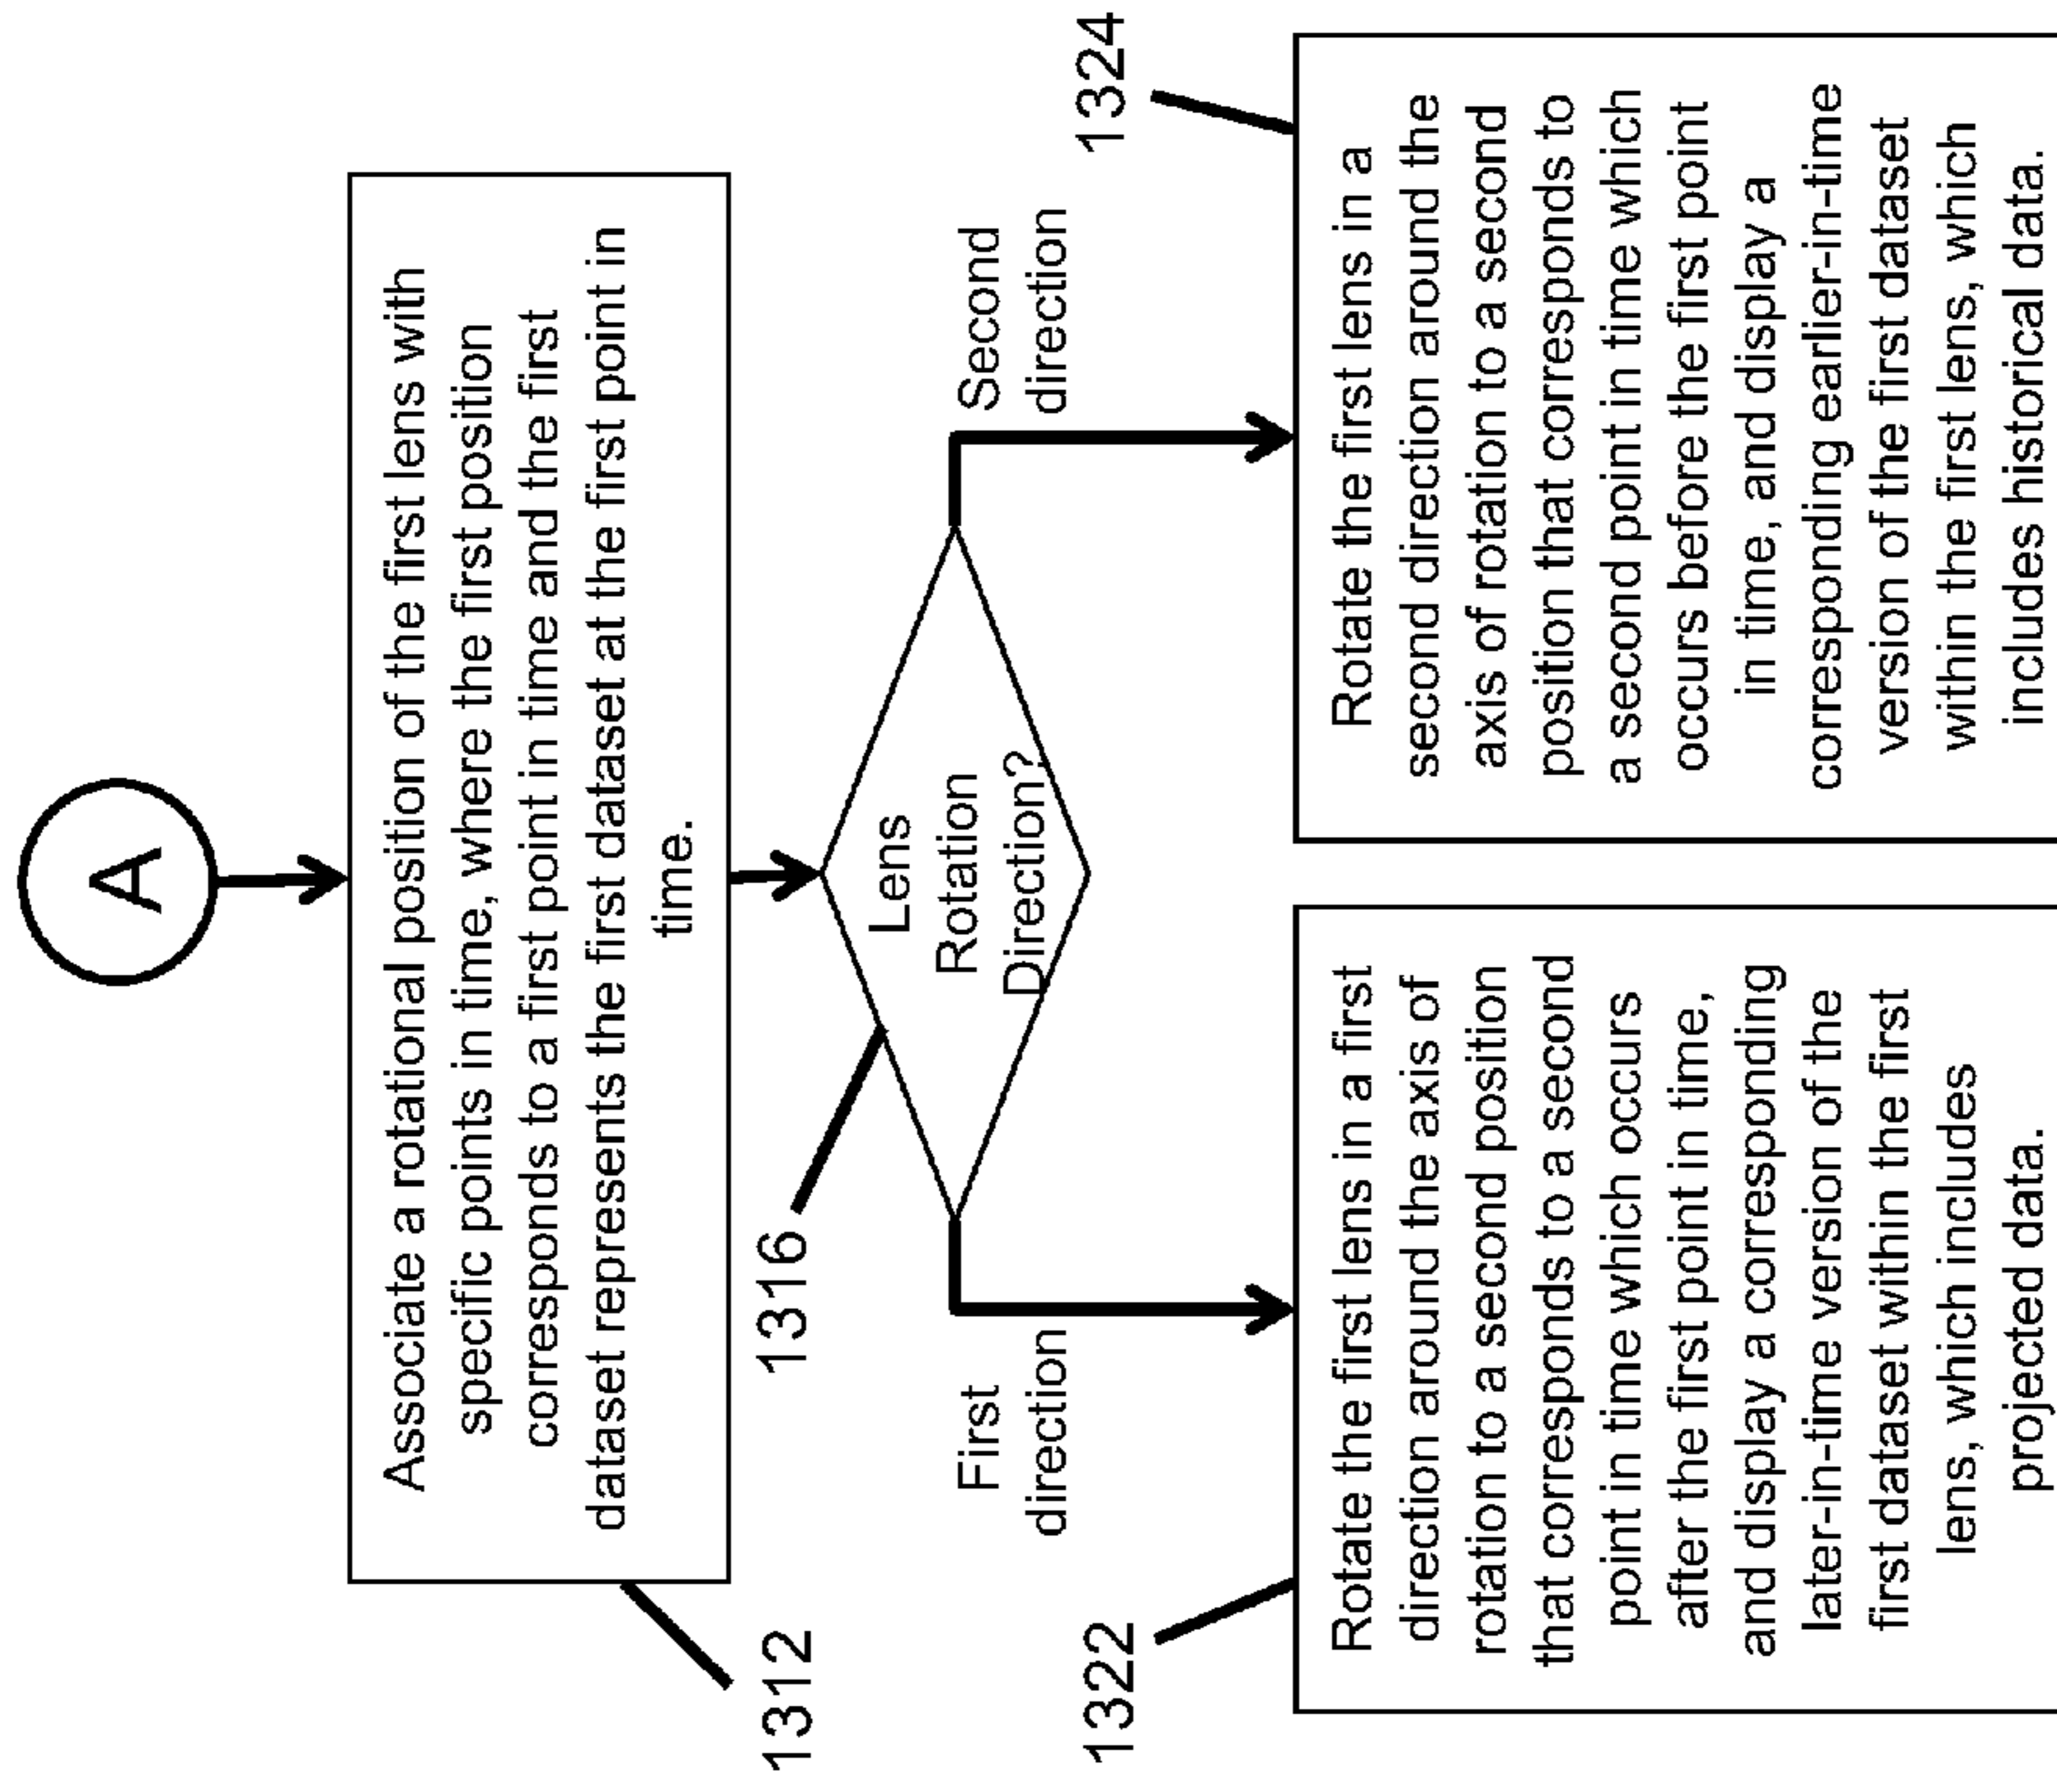 A
Associate a rotational position of the first lens with
specific points in time, where the first position
corresponds to a first point in time and the first
dataset represents the first dataset at the first point in
time.
1312
Lens
Rotation
Direction?
1316
First
direction
Second
direction
1322
Rotate the first lens in a first
direction around the axis of
rotation to a second position
that corresponds to a second
point in time which occurs
after the first point in time,
and display a corresponding
later-in-time version of the
first dataset within the first
lens, which includes
projected data.
1324
Rotate the first lens in a
second direction around the
axis of rotation to a second
position that corresponds to
a second point in time which
occurs before the first point
in time, and display a
corresponding earlier-in-time
version of the first dataset
within the first lens, which
includes historical data.